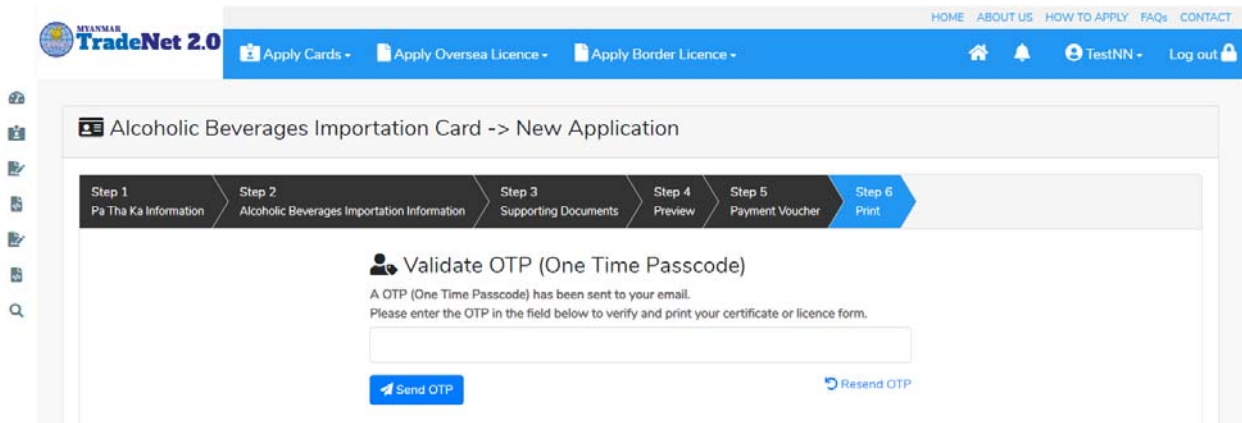 HOME ABOUT US HOW TO APPLY FAQs CONTACT
MYANMAR
TradeNet 2.0
Apply Cards Apply Oversea Licence Apply Border Licence TestNN Log out
Alcoholic Beverages Importation Card -> New Application
Step 1 Step 2 Step 3 Step 4 Step 5 Step 6
Pa Tha Ka Information Alcoholic Beverages Importation Information Supporting Documents Preview Payment Voucher Print
Validate OTP (One Time Passcode)
A OTP (One Time Passcode) has been sent to your email.
Please enter the OTP in the field below to verify and print your certificate or licence form.
Send OTP Resend OTP